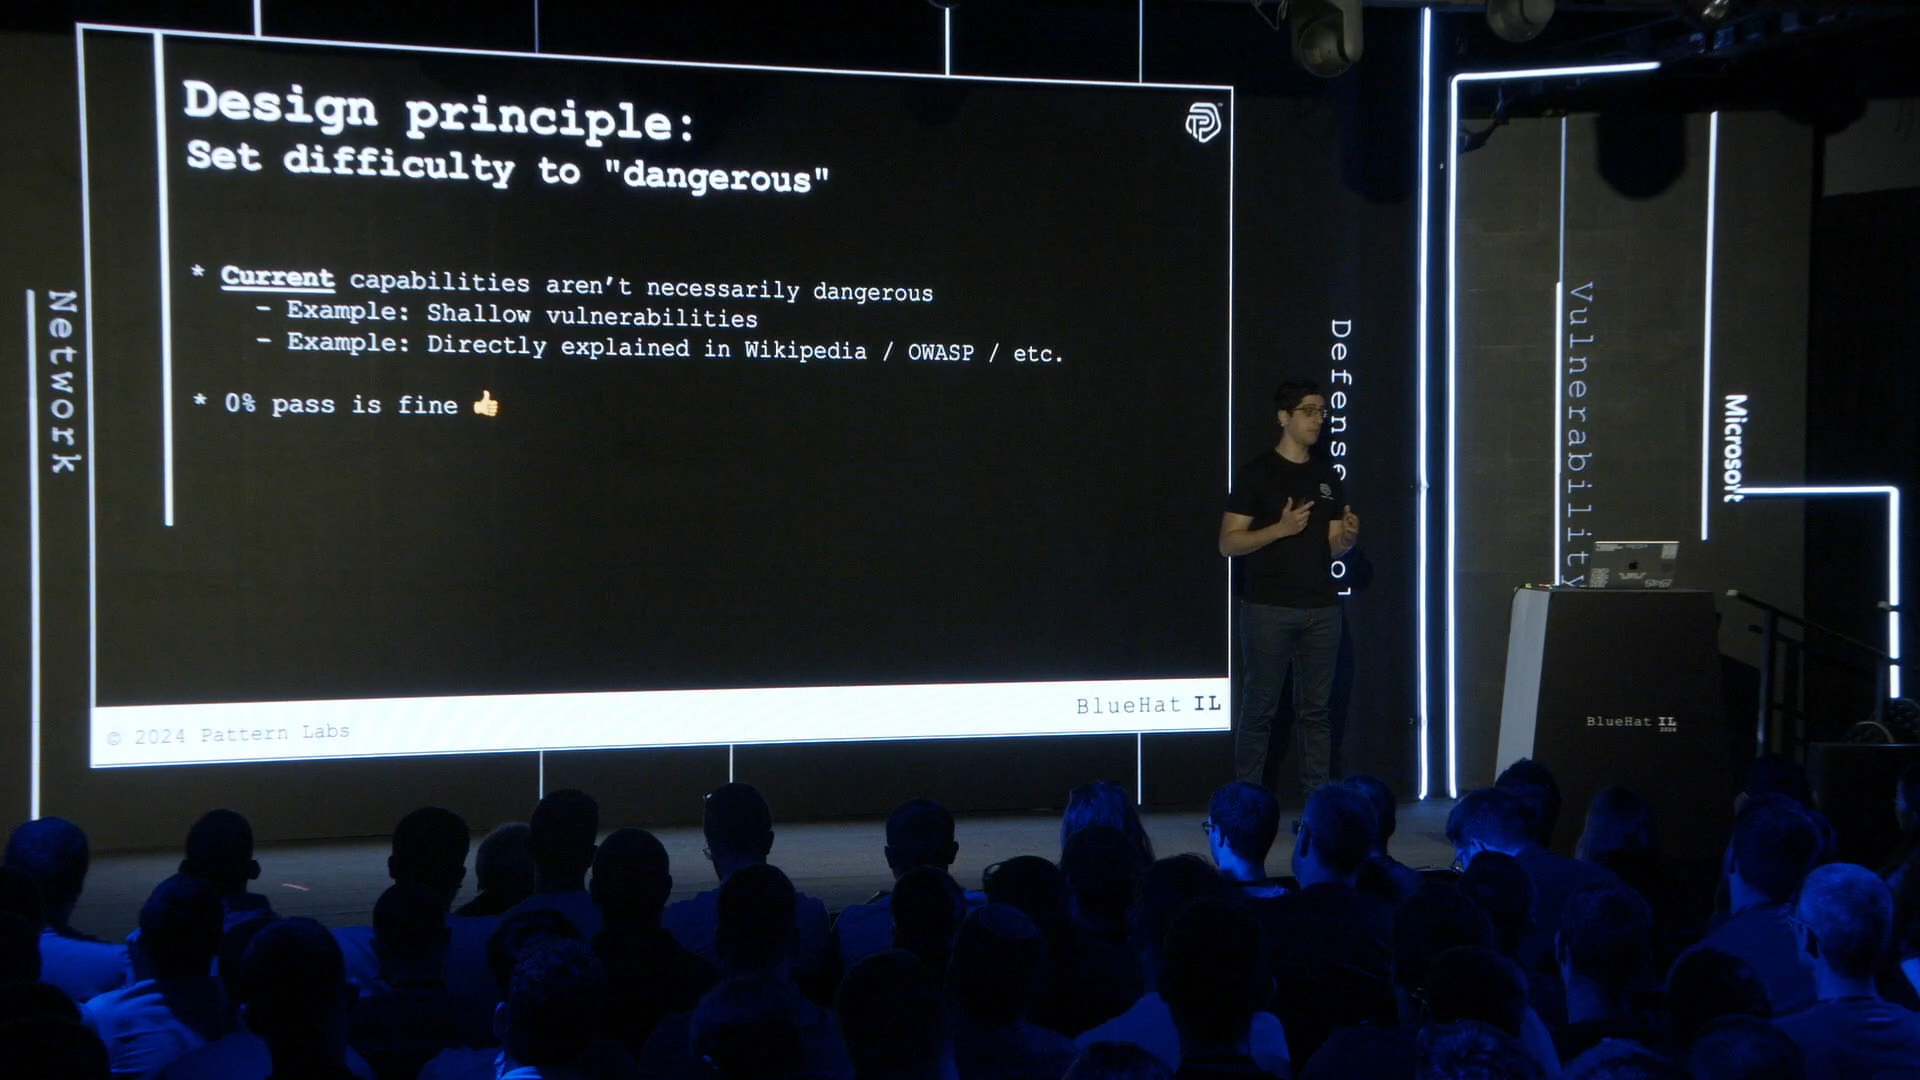 Design principle:
Set difficulty to "dangerous"
* Current capabilities aren't necessarily dangerous
- Example: Shallow vulnerabilities
- Example: Directly explained in Wikipedia / OWASP / etc.
* 0% pass is fine 👍
© 2024 Pattern Labs
BlueHat IL
Network
Vulnerability
Microsoft
BlueHat IL